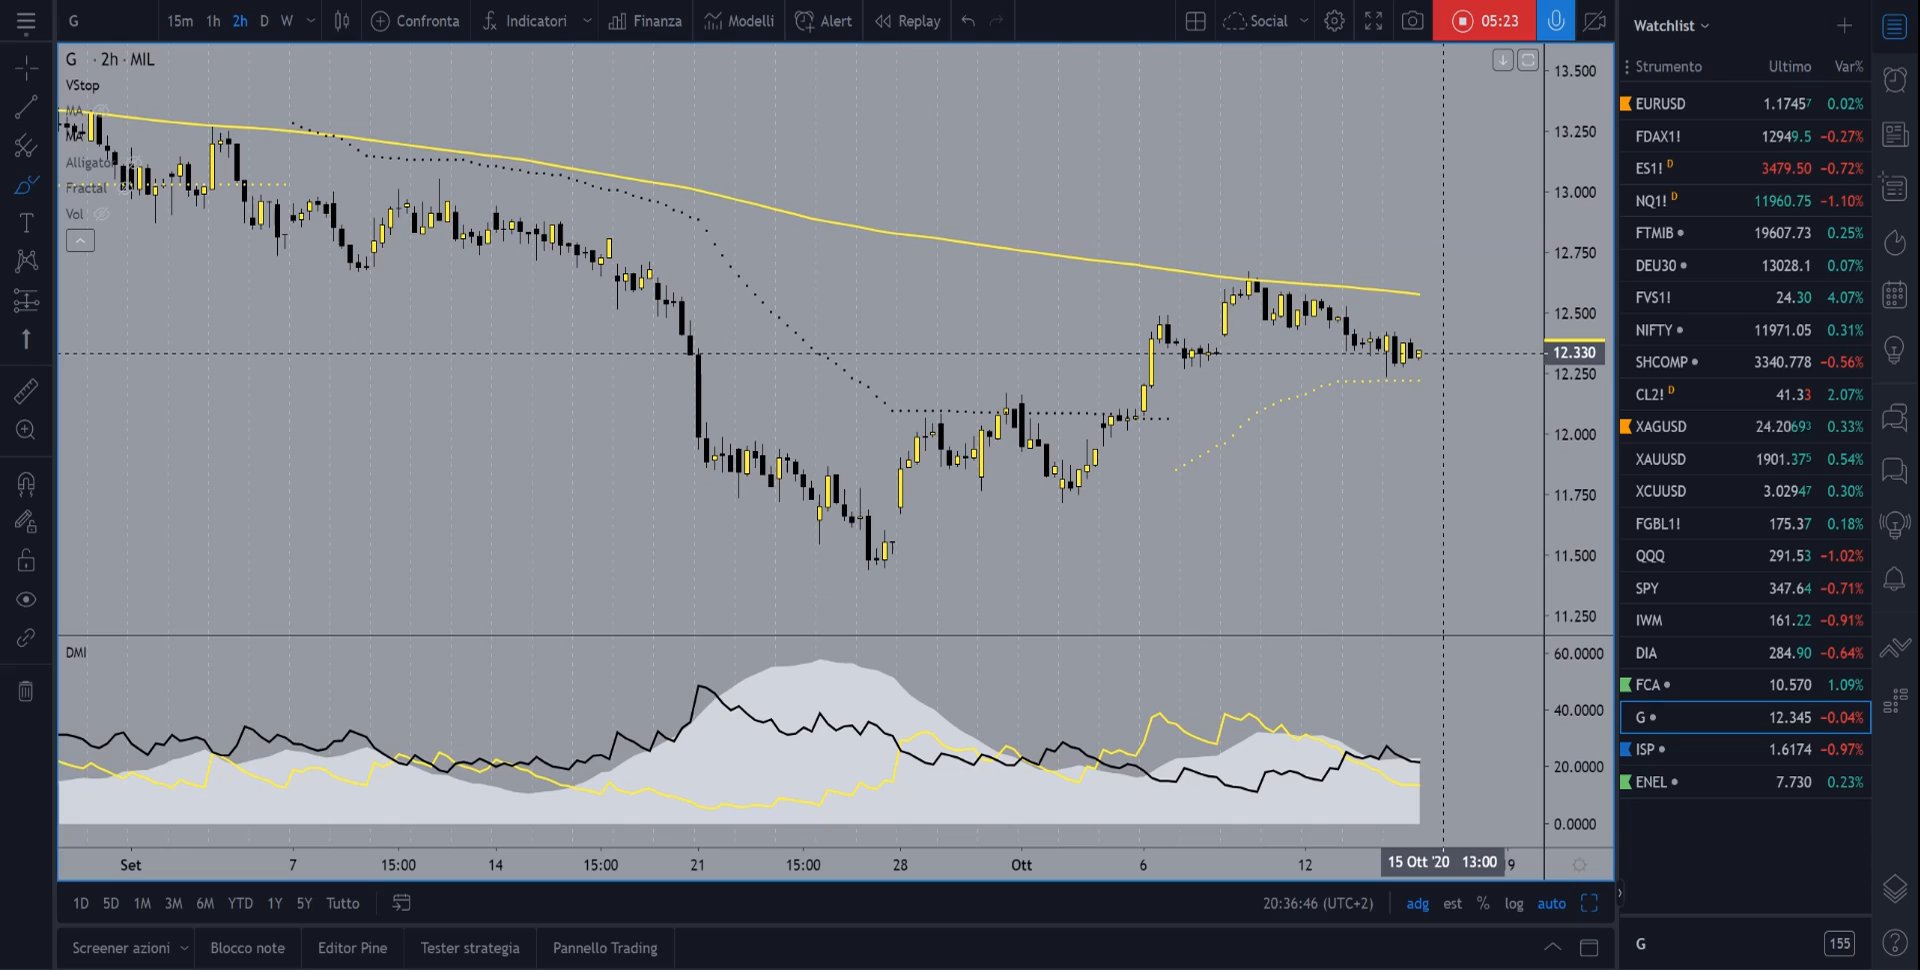 G 15m 1h 2h D W Confronta Indicatori Finanza Modelli Alert Replay Social 05:23
G · 2h · MIL
VStop
MA
MA
Alligator
Fractal
Vol
13.500
13.250
13.000
12.750
12.500
12.330
12.250
12.000
11.750
11.500
11.250
DMI
60.0000
40.0000
20.0000
0.0000
Set 7 15:00 14 15:00 21 15:00 28 Ott 6 12 15 Ott '20 13:00 9
1D 5D 1M 3M 6M YTD 1Y 5Y Tutto 20:36:46 (UTC+2) adg est % log auto
Screener azioni Blocco note Editor Pine Tester strategia Pannello Trading
Watchlist
Strumento Ultimo Var%
EURUSD 1.17457 0.02%
FDAX1! 12949.5 −0.27%
ES1! D 3479.50 −0.72%
NQ1! D 11960.75 −1.10%
FTMIB 19607.73 0.25%
DEU30 13028.1 0.07%
FVS1! 24.30 4.07%
NIFTY 11971.05 0.31%
SHCOMP 3340.778 −0.56%
CL2! D 41.33 2.07%
XAGUSD 24.20693 0.33%
XAUUSD 1901.375 0.54%
XCUUSD 3.02947 0.30%
FGBL1! 175.37 0.18%
QQQ 291.53 −1.02%
SPY 347.64 −0.71%
IWM 161.22 −0.91%
DIA 284.90 −0.64%
FCA 10.570 1.09%
G 12.345 −0.04%
ISP 1.6174 −0.97%
ENEL 7.730 0.23%
G 155